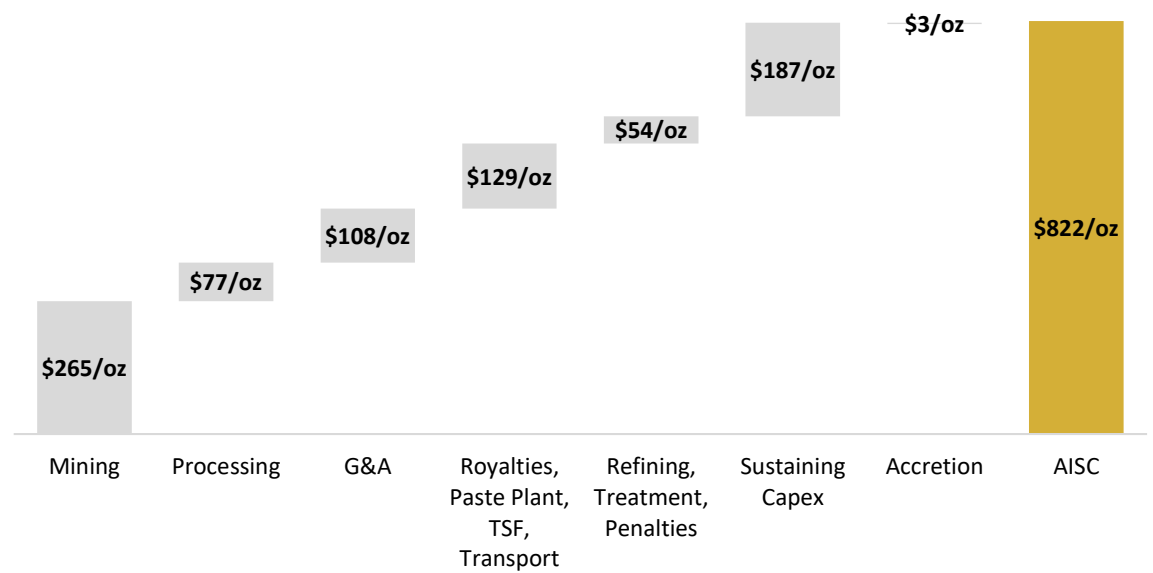 $3/oz
$187/oz
$54/oz
$129/oz
$822/oz
$108/oz
$77/oz
$265/oz
Mining
Processing
G&A
Royalties,
Paste Plant,
TSF,
Transport
Refining,
Treatment,
Penalties
Sustaining
Capex
Accretion
AISC